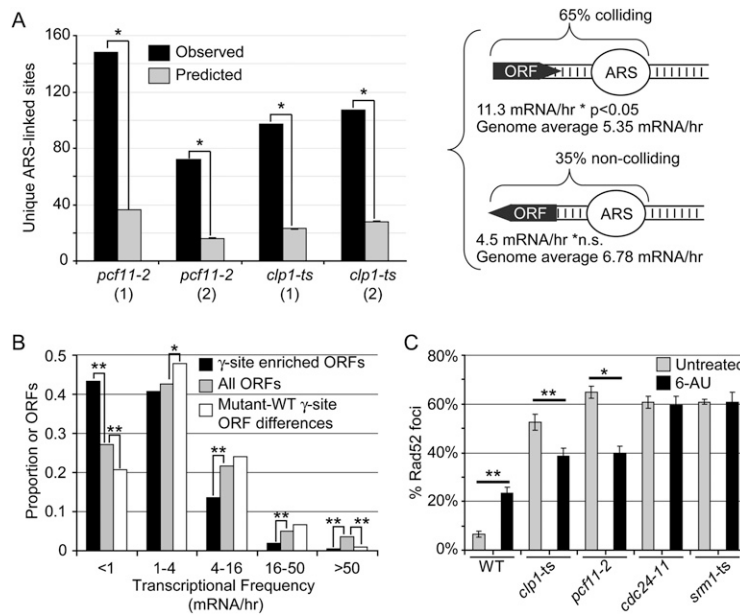 A
Unique ARS-linked sites
160
120
80
40
0
Observed
Predicted
*
*
*
*
pcf11-2
(1)
pcf11-2
(2)
clp1-ts
(1)
clp1-ts
(2)
65% colliding
ORF
ARS
11.3 mRNA/hr * p<0.05
Genome average 5.35 mRNA/hr
35% non-colliding
ORF
ARS
4.5 mRNA/hr *n.s.
Genome average 6.78 mRNA/hr
B
Proportion or ORFs
0.5
0.4
0.3
0.2
0.1
0
γ-site enriched ORFs
All ORFs
Mutant-WT γ-site
ORF differences
**
**
*
**
**
** **
<1
1-4
4-16
16-50
>50
Transcriptional Frequency
(mRNA/hr)
C
% Rad52 foci
80%
60%
40%
20%
0%
Untreated
6-AU
**
**
*
WT
clp1-ts
pcf11-2
cdc24-11
srm1-ts